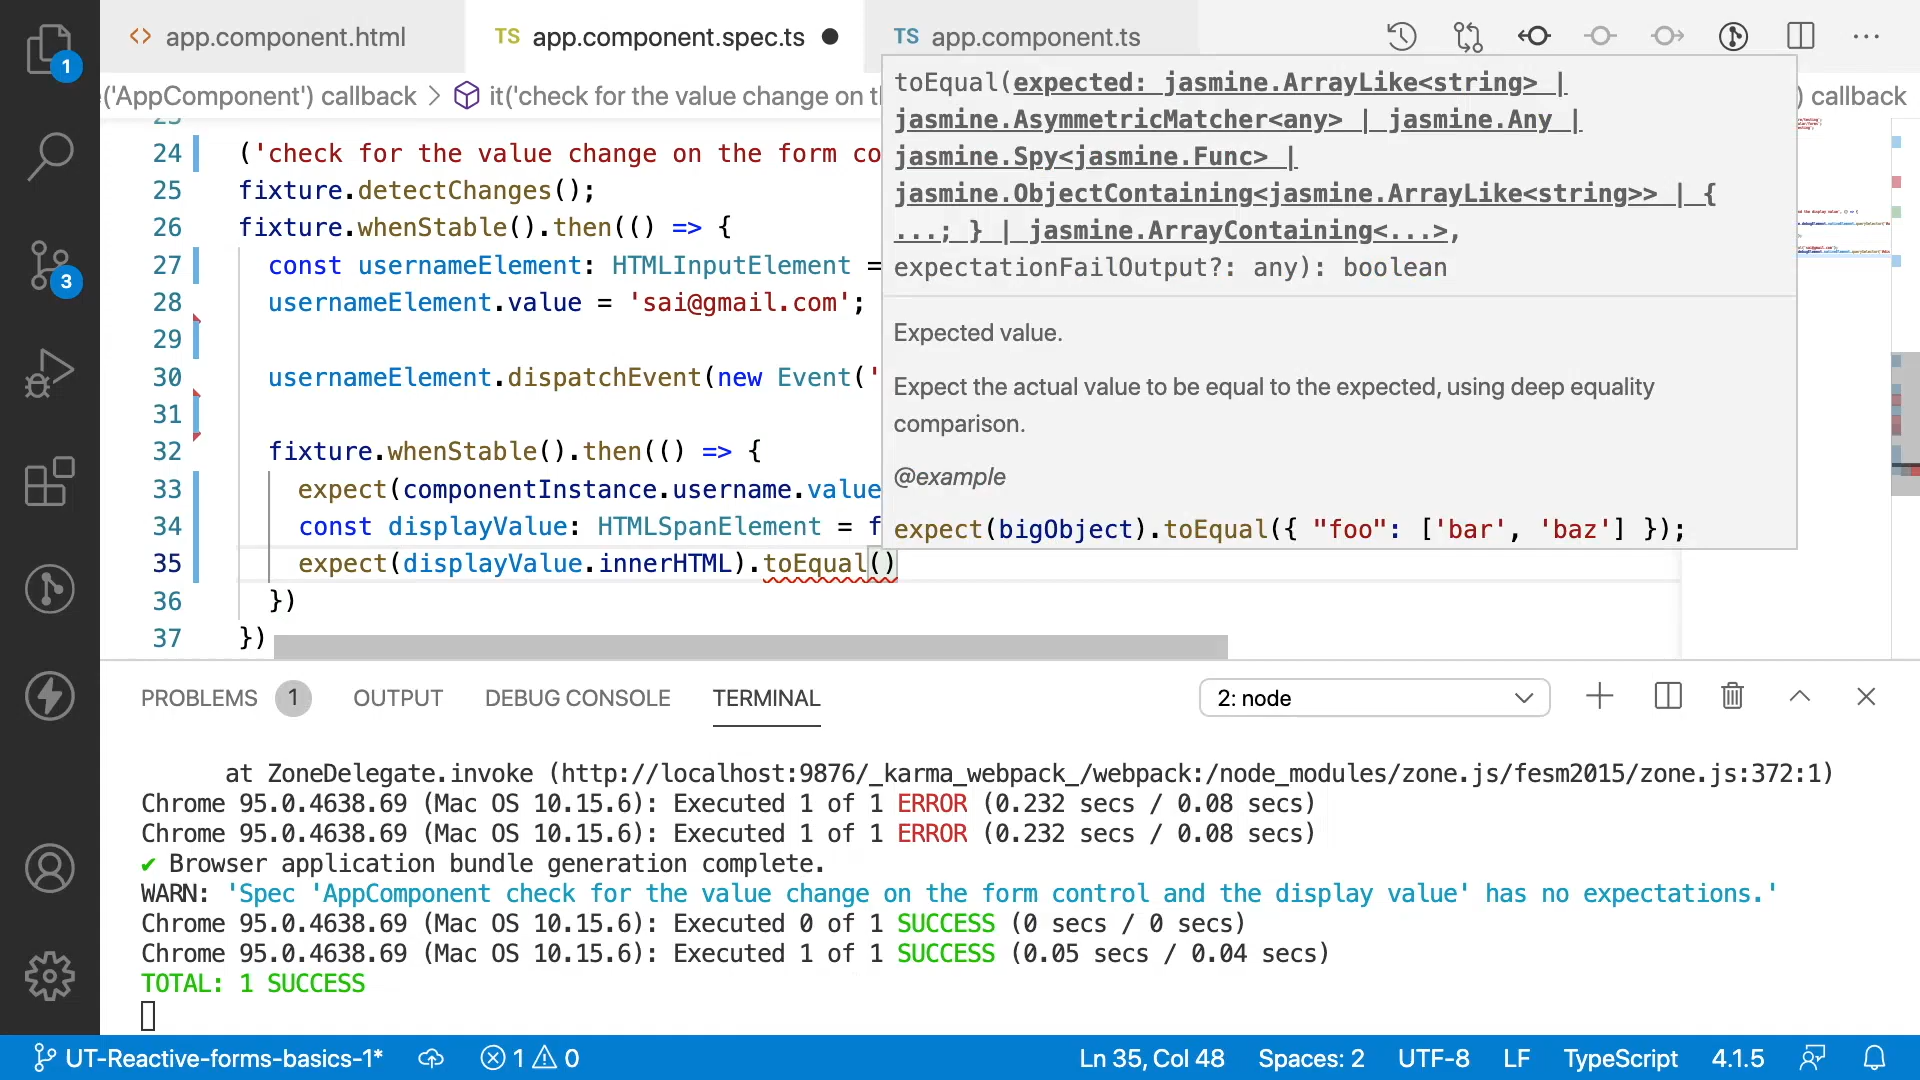 <> app.component.html
TS app.component.spec.ts
TS app.component.ts
('AppComponent') callback > it('check for the value change on t
) callback
toEqual(expected: jasmine.ArrayLike<string> |
jasmine.AsymmetricMatcher<any> | jasmine.Any |
jasmine.Spy<jasmine.Func> |
jasmine.ObjectContaining<jasmine.ArrayLike<string>> | {
...; } | jasmine.ArrayContaining<...>,
expectationFailOutput?: any): boolean
Expected value.
Expect the actual value to be equal to the expected, using deep equality
comparison.
@example
expect(bigObject).toEqual({ "foo": ['bar', 'baz'] });
1
3
23
24 ('check for the value change on the form co
25 fixture.detectChanges();
26 fixture.whenStable().then(() => {
27 const usernameElement: HTMLInputElement =
28 usernameElement.value = 'sai@gmail.com';
29
30 usernameElement.dispatchEvent(new Event('
31
32 fixture.whenStable().then(() => {
33 expect(componentInstance.username.value
34 const displayValue: HTMLSpanElement = f
35 expect(displayValue.innerHTML).toEqual()
36 })
37 })
PROBLEMS 1 OUTPUT DEBUG CONSOLE TERMINAL 2: node
at ZoneDelegate.invoke (http://localhost:9876/_karma_webpack_/webpack:/node_modules/zone.js/fesm2015/zone.js:372:1)
Chrome 95.0.4638.69 (Mac OS 10.15.6): Executed 1 of 1 ERROR (0.232 secs / 0.08 secs)
Chrome 95.0.4638.69 (Mac OS 10.15.6): Executed 1 of 1 ERROR (0.232 secs / 0.08 secs)
✔ Browser application bundle generation complete.
WARN: 'Spec 'AppComponent check for the value change on the form control and the display value' has no expectations.'
Chrome 95.0.4638.69 (Mac OS 10.15.6): Executed 0 of 1 SUCCESS (0 secs / 0 secs)
Chrome 95.0.4638.69 (Mac OS 10.15.6): Executed 1 of 1 SUCCESS (0.05 secs / 0.04 secs)
TOTAL: 1 SUCCESS
UT-Reactive-forms-basics-1* 1 0 Ln 35, Col 48 Spaces: 2 UTF-8 LF TypeScript 4.1.5